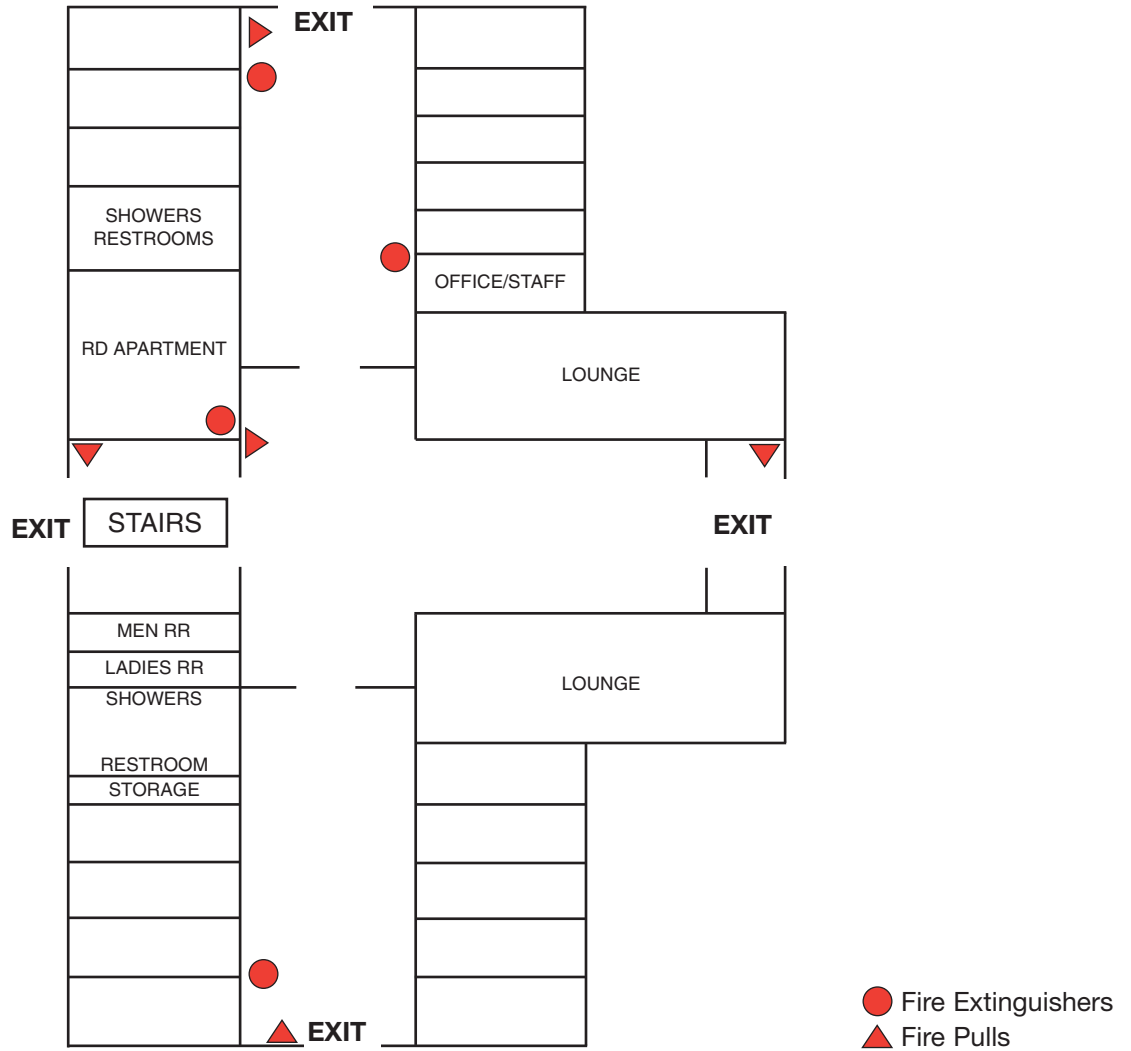 EXIT
SHOWERS
RESTROOMS
OFFICE/STAFF
RD APARTMENT
LOUNGE
EXIT
STAIRS
EXIT
MEN RR
LADIES RR
SHOWERS
LOUNGE
RESTROOM
STORAGE
EXIT
Fire Extinguishers
Fire Pulls